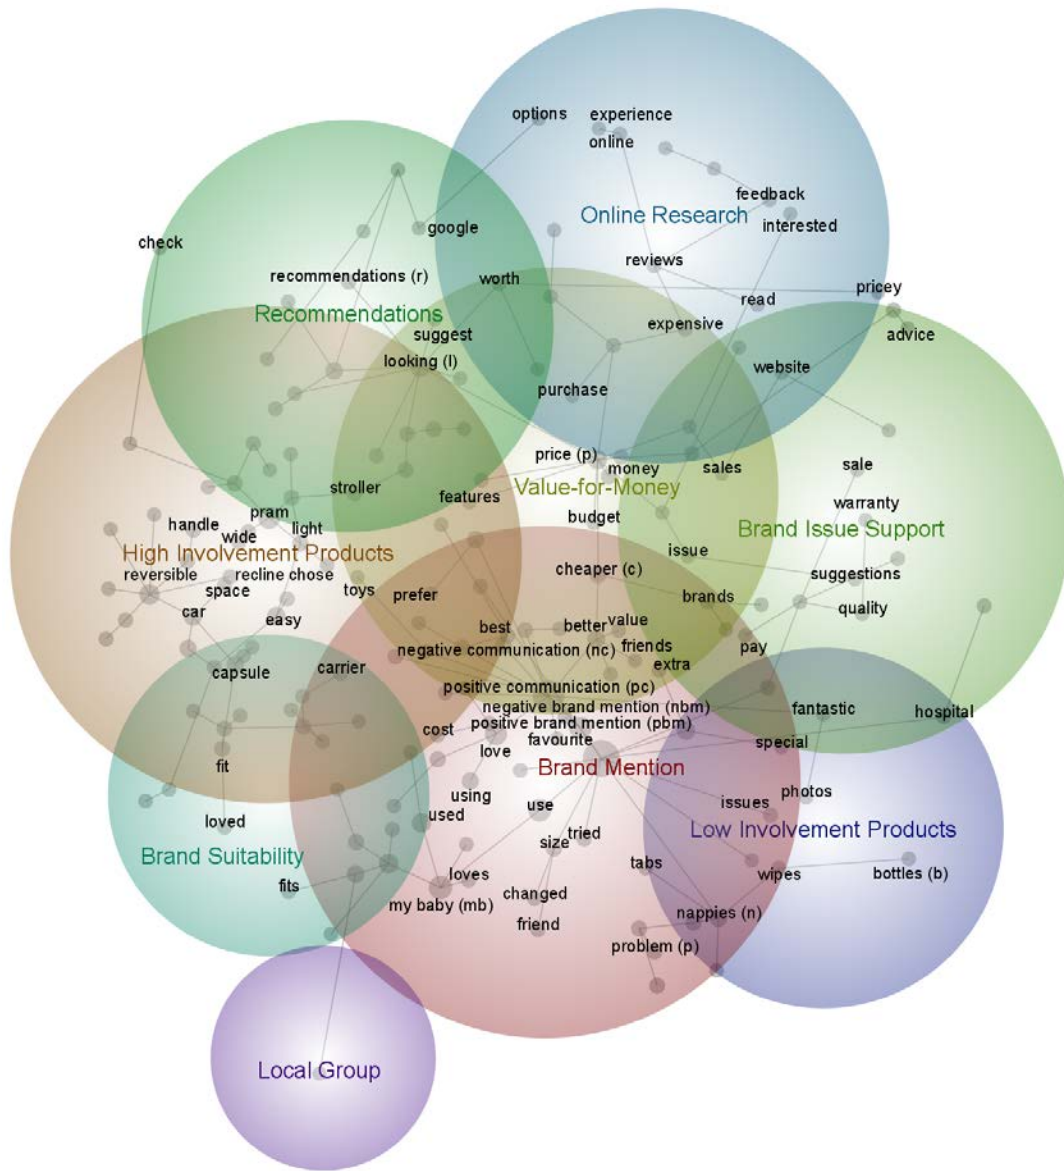 options
experience
online
feedback
Online Research
interested
google
check
reviews
recommendations (r)
worth
pricey
read
Recommendations
expensive
suggest
advice
looking (l)
website
purchase
price (p)
money
sales
sale
stroller
Value-for-Money
features
warranty
pram
budget
handle
light
wide
Brand Issue Support
High Involvement Products
issue
cheaper (c)
reversible
recline chose
suggestions
space
toys
prefer
brands
car
quality
easy
best
better
value
negative communication (nc)
friends
pay
extra
carrier
capsule
positive communication (pc)
negative brand mention (nbm)
fantastic
hospital
positive brand mention (pbm)
cost
favourite
special
love
fit
Brand Mention
photos
using
issues
use
used
loved
Low Involvement Products
tried
size
Brand Suitability
tabs
wipes
bottles (b)
loves
fits
changed
my baby (mb)
nappies (n)
friend
problem (p)
Local Group